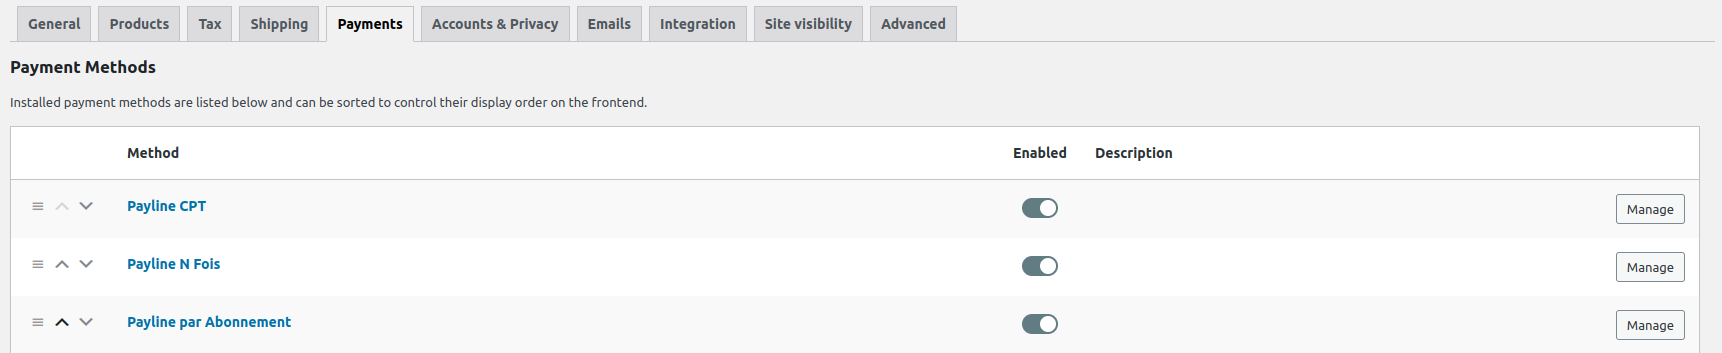 General Products Tax Shipping Payments Accounts & Privacy Emails Integration Site visibility Advanced
Payment Methods
Installed payment methods are listed below and can be sorted to control their display order on the frontend.
Method Enabled Description
Payline CPT Manage
Payline N Fois Manage
Payline par Abonnement Manage